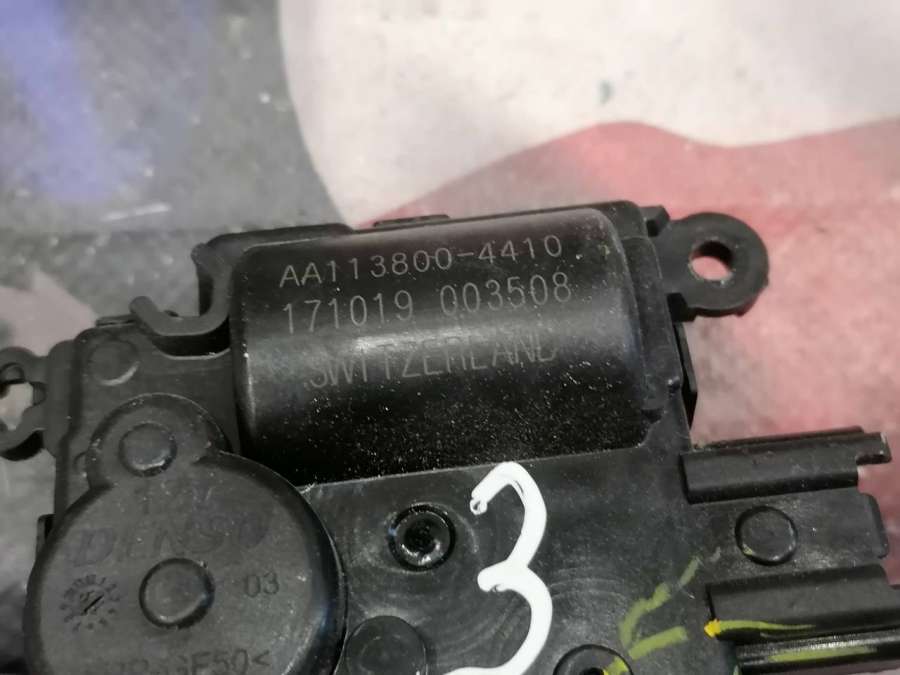 AA113800-4410
171019 003508
SWITZERLAND
3
DENSO
03